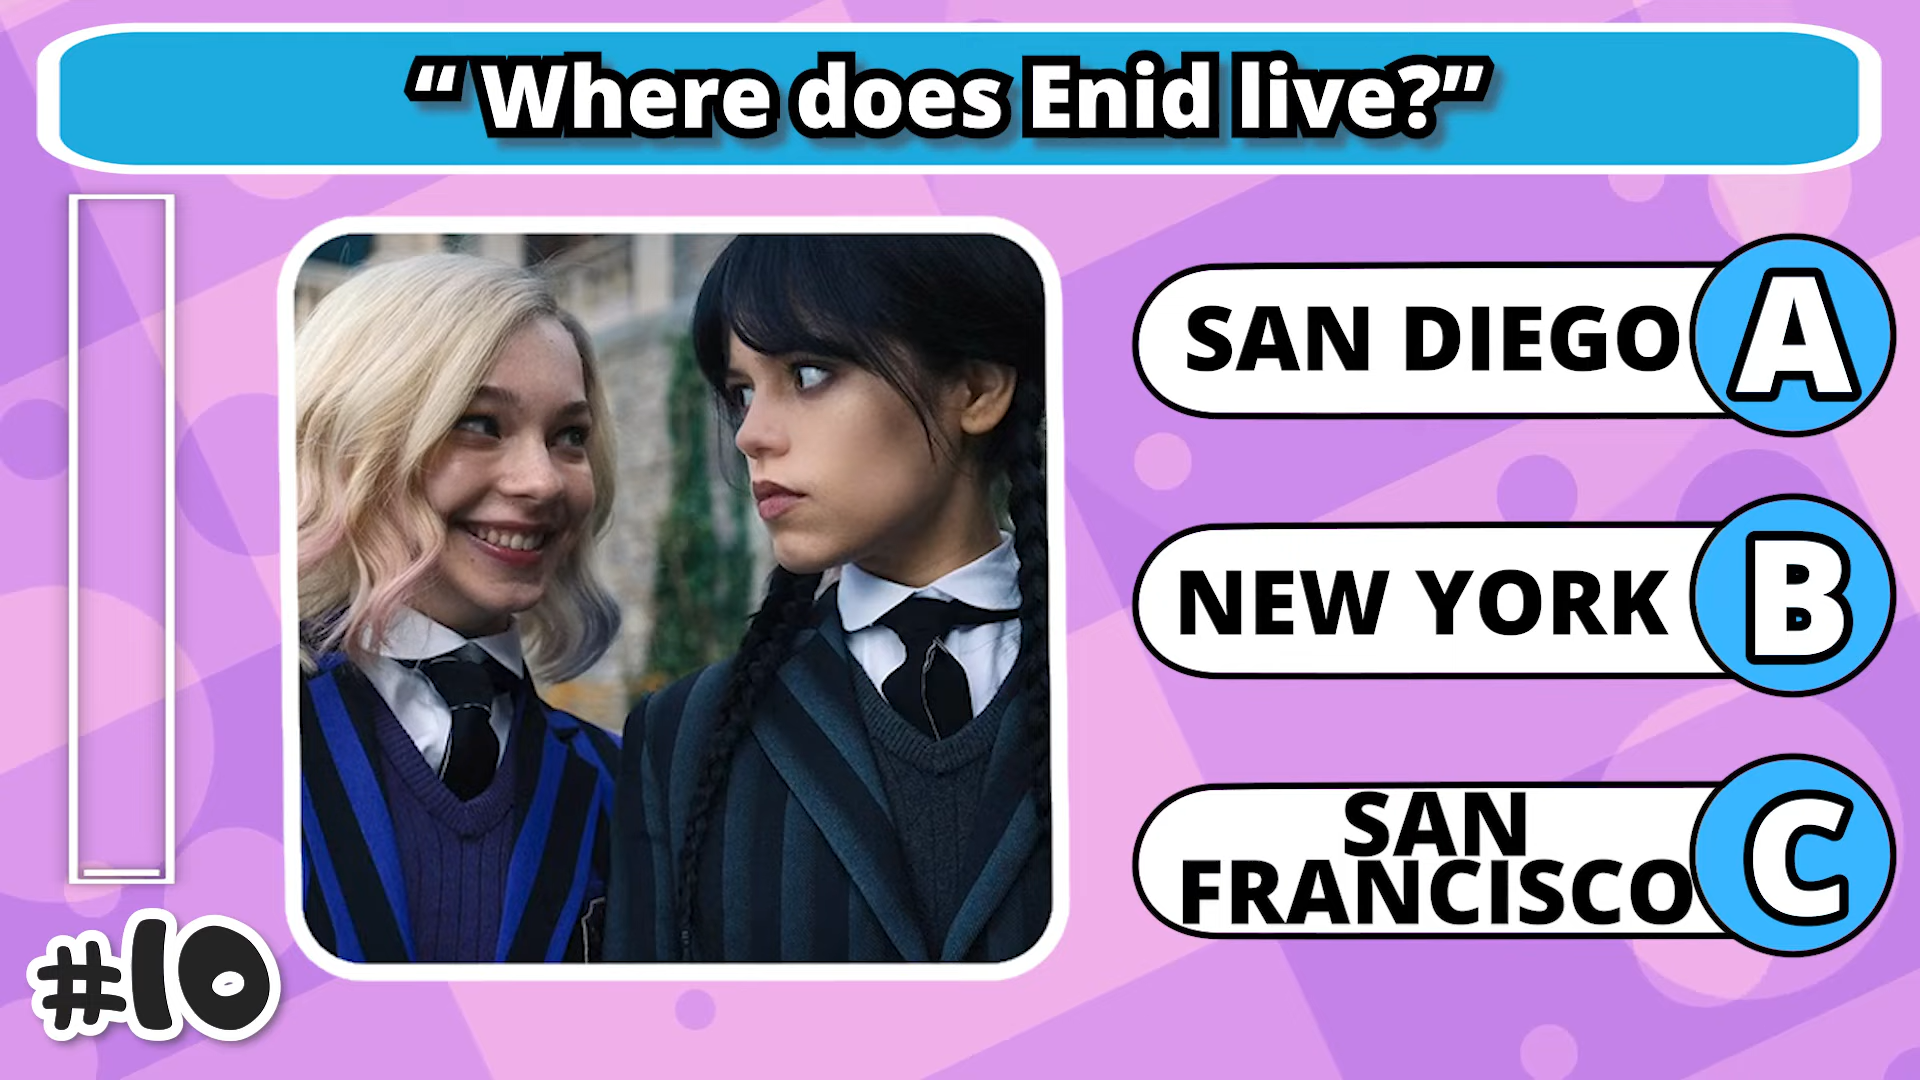 “ Where does Enid live?”
SAN DIEGO
A
NEW YORK
B
SAN
FRANCISCO
C
#10